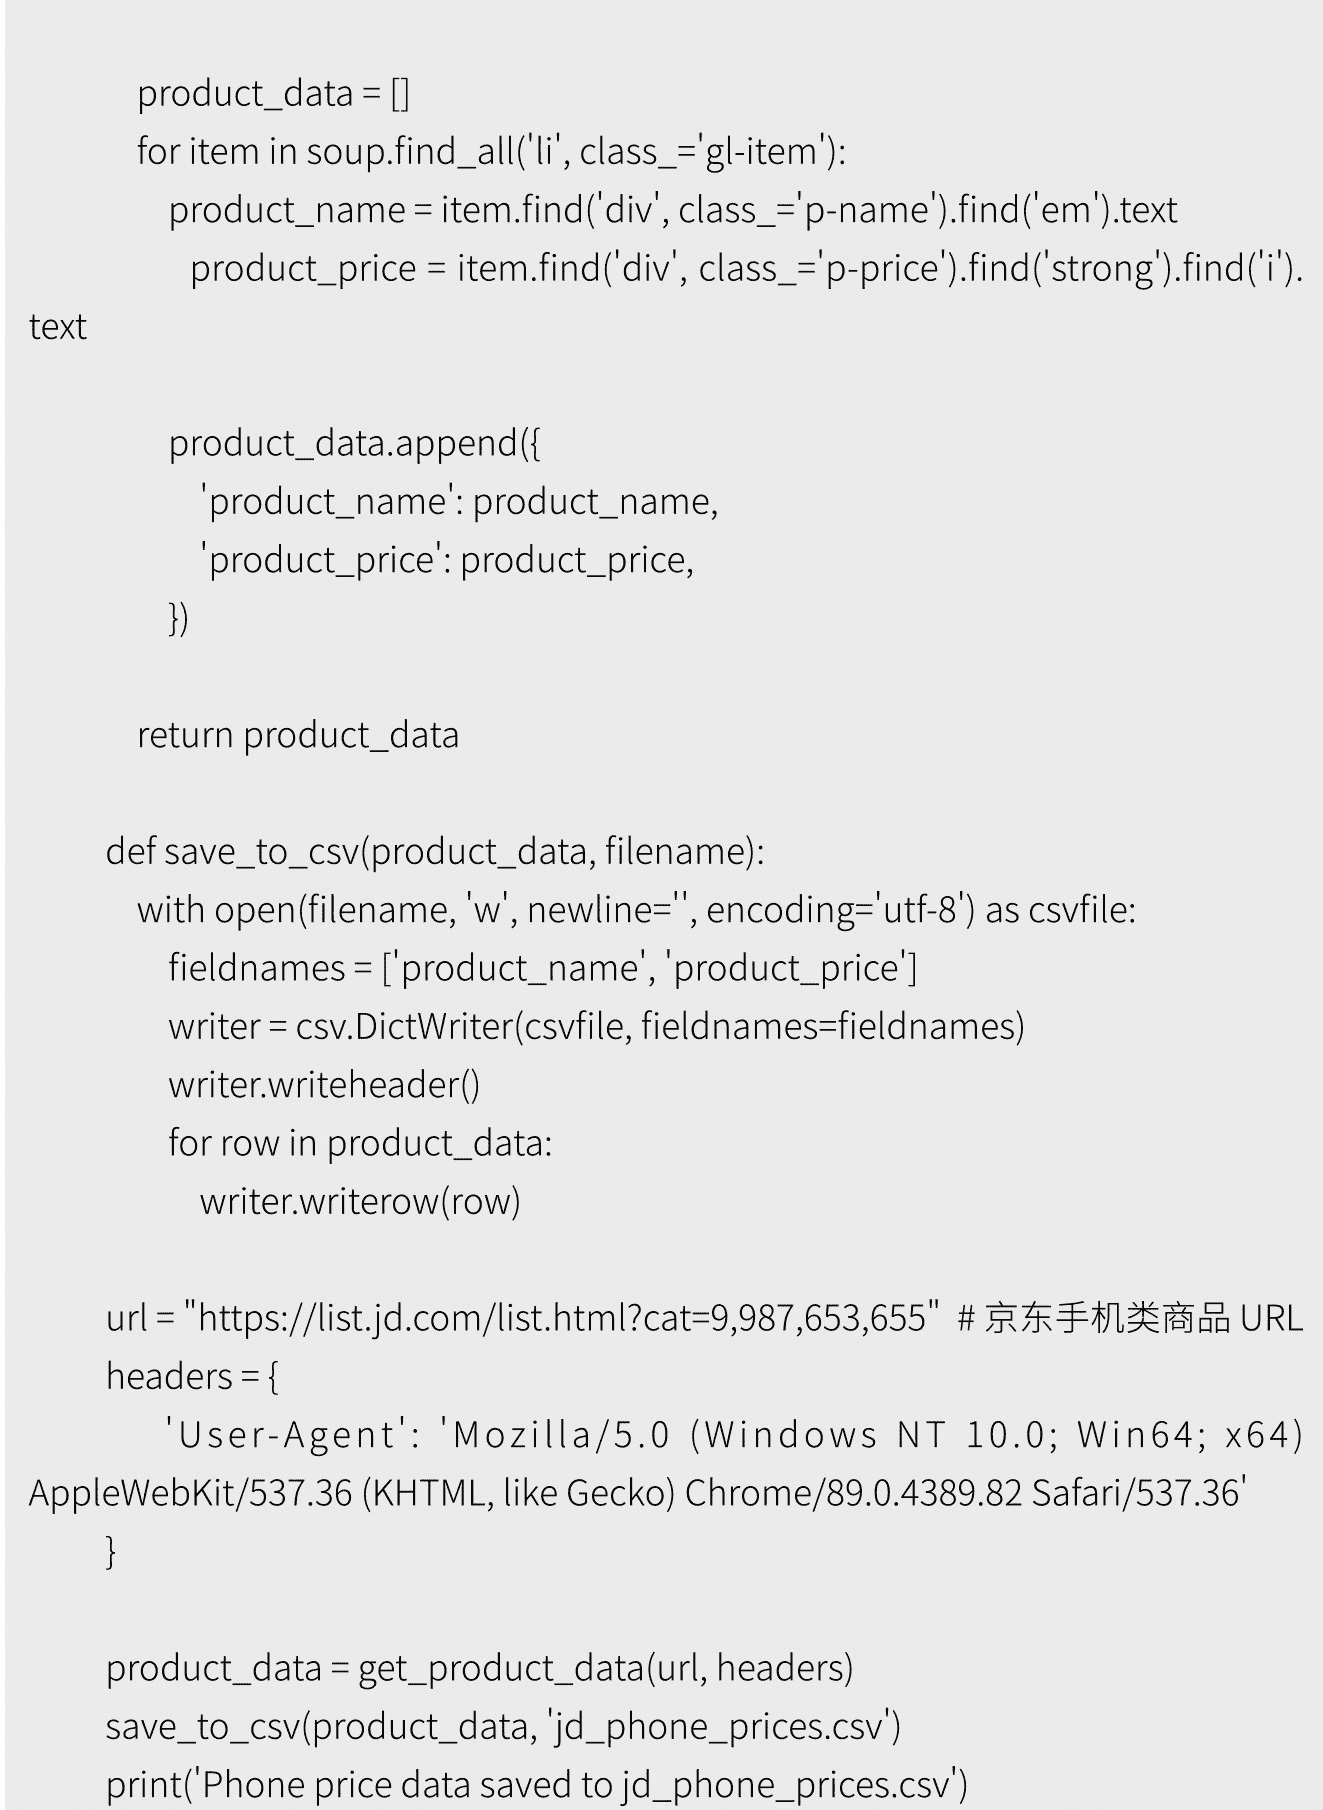 product_data = []
for item in soup.find_all('li', class_='gl-item'):
product_name = item.find('div', class_='p-name').find('em').text
product_price = item.find('div', class_='p-price').find('strong').find('i').
text
product_data.append({
'product_name': product_name,
'product_price': product_price,
})
return product_data
def save_to_csv(product_data, filename):
with open(filename, 'w', newline='', encoding='utf-8') as csvfile:
fieldnames = ['product_name', 'product_price']
writer = csv.DictWriter(csvfile, fieldnames=fieldnames)
writer.writeheader()
for row in product_data:
writer.writerow(row)
url = "https://list.jd.com/list.html?cat=9,987,653,655" # 京东手机类商品 URL
headers = {
'User-Agent': 'Mozilla/5.0 (Windows NT 10.0; Win64; x64)
AppleWebKit/537.36 (KHTML, like Gecko) Chrome/89.0.4389.82 Safari/537.36'
}
product_data = get_product_data(url, headers)
save_to_csv(product_data, 'jd_phone_prices.csv')
print('Phone price data saved to jd_phone_prices.csv')